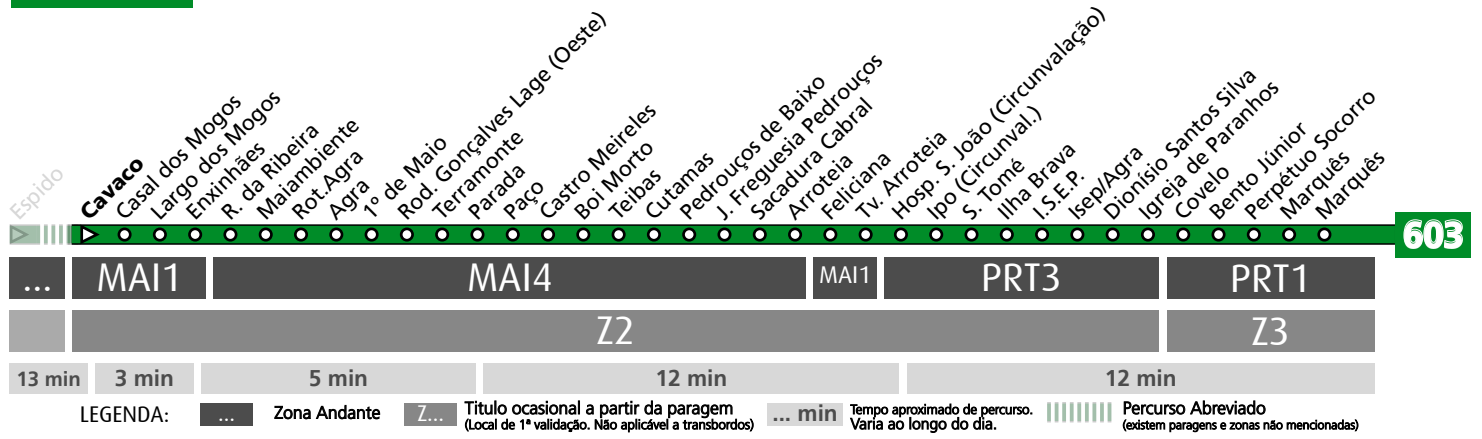 Espido
Cavaco
Casal dos Mogos
Largo dos Mogos
Enxinhães
R. da Ribeira
Maiambiente
Rot.Agra
Agra
1º de Maio
Rod. Gonçalves Lage (Oeste)
Terramonte
Parada
Paço
Castro Meireles
Boi Morto
Teibas
Cutamas
Pedrouços de Baixo
J. Freguesia Pedrouços
Sacadura Cabral
Arroteia
Feliciana
Tv. Arroteia
Hosp. S. João (Circunvalação)
Ipo (Circunval.)
S. Tomé
Ilha Brava
I.S.E.P.
Isep/Agra
Dionísio Santos Silva
Igreja de Paranhos
Covelo
Bento Júnior
Perpétuo Socorro
Marquês
Marquês
603
... MAI1 MAI4 MAI1 PRT3 PRT1
Z2 Z3
13 min 3 min 5 min 12 min 12 min
LEGENDA: ... Zona Andante Z... Titulo ocasional a partir da paragem
(Local de 1ª validação. Não aplicável a transbordos)
... min Tempo aproximado de percurso.
Varia ao longo do dia.
Percurso Abreviado
(existem paragens e zonas não mencionadas)